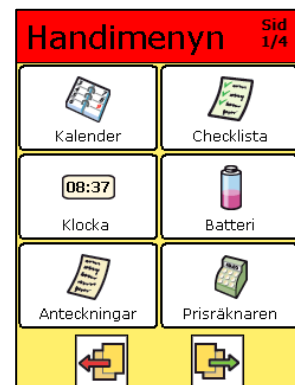 Handimenyn
Sid
1/4
Kalender
Checklista
08:37
Klocka
Batteri
Anteckningar
Prisräknaren